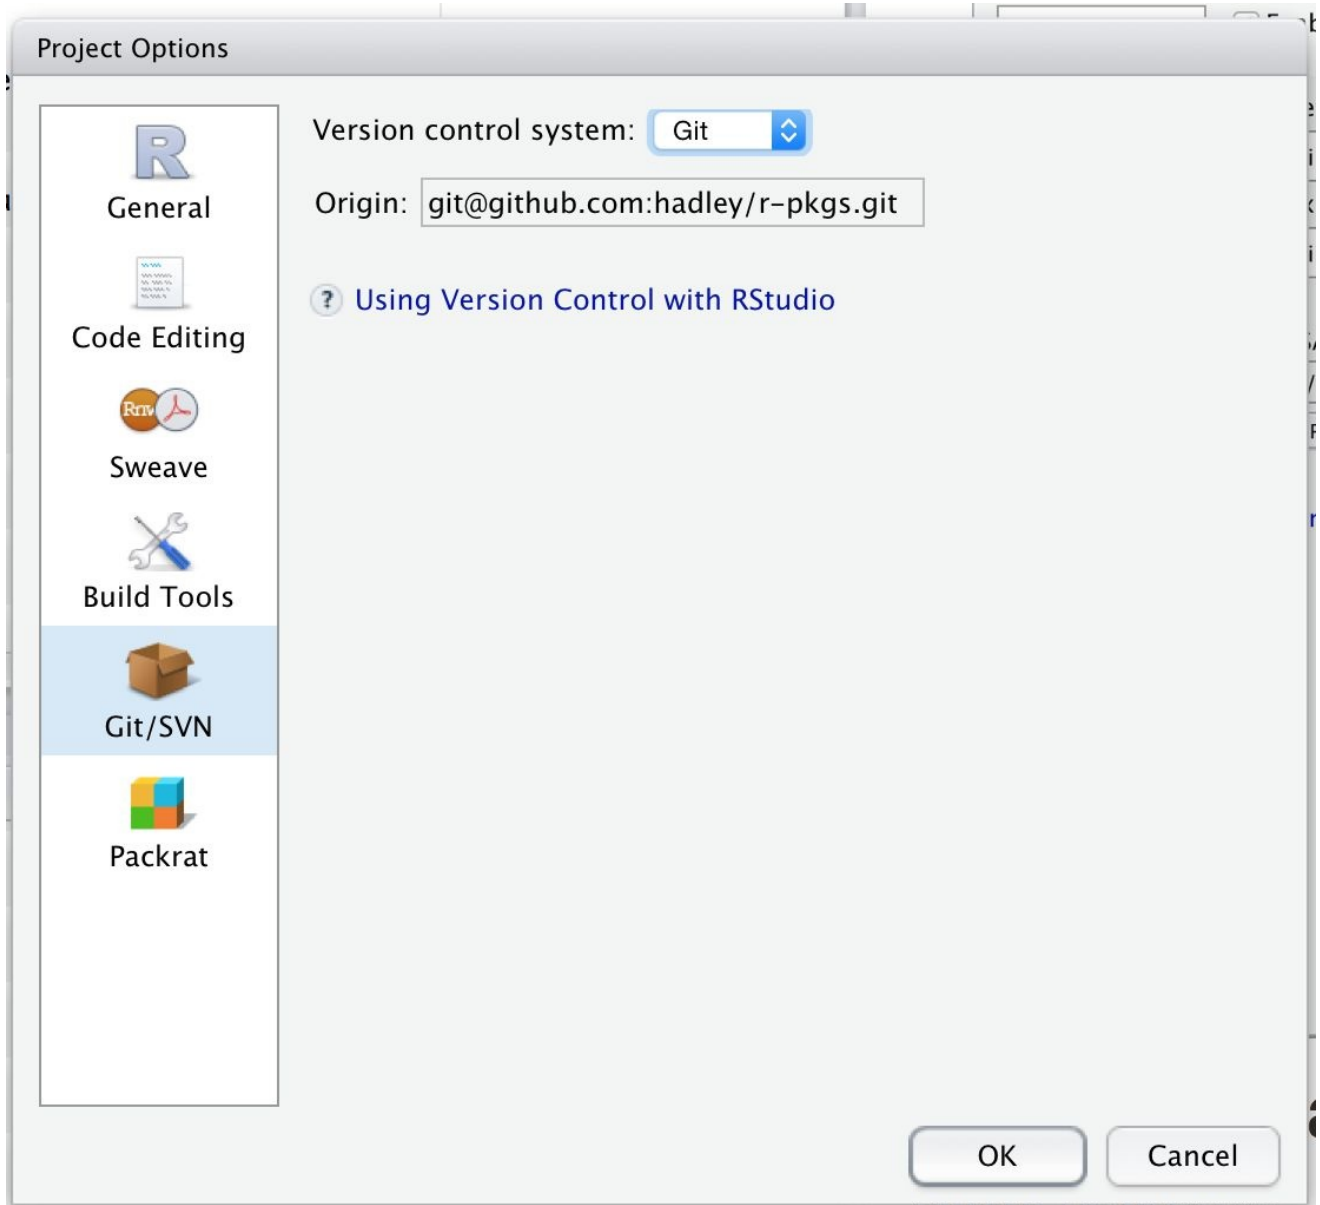 Project Options
General
Code Editing
Rnw
Sweave
Build Tools
Git/SVN
Packrat
Version control system: Git
Origin: git@github.com:hadley/r-pkgs.git
? Using Version Control with RStudio
OK Cancel